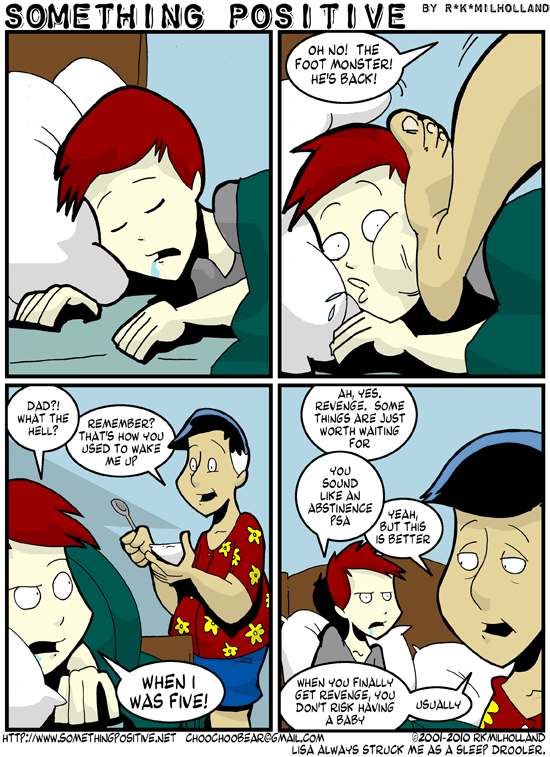 SOMETHING POSITIVE BY R*K*MILHOLLAND
OH NO! THE
FOOT MONSTER!
HE'S BACK!
DAD?!
WHAT THE
HELL?
REMEMBER?
THAT'S HOW YOU
USED TO WAKE
ME UP
WHEN I
WAS FIVE!
AH, YES.
REVENGE. SOME
THINGS ARE JUST
WORTH WAITING
FOR
YOU
SOUND
LIKE AN
ABSTINENCE
PSA
YEAH,
BUT THIS
IS BETTER
WHEN YOU FINALLY
GET REVENGE, YOU
DON'T RISK HAVING
A BABY
USUALLY
HTTP://WWW.SOMETHINGPOSITIVE.NET CHOOCHOOBEAR@GMAIL.COM ©2001-2010 RKMILHOLLAND
LISA ALWAYS STRUCK ME AS A SLEEP DROOLER.